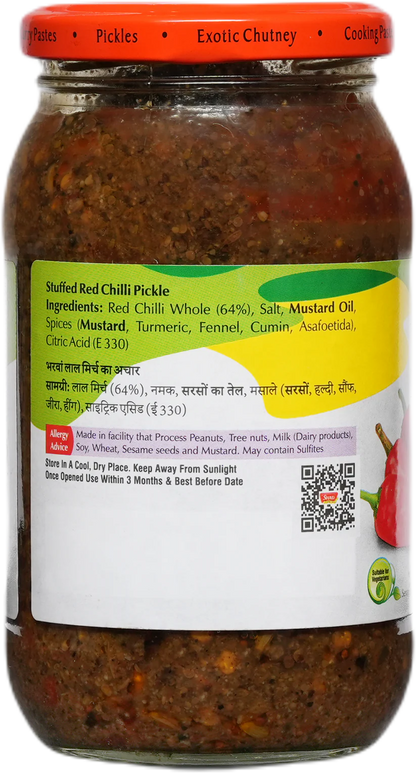 Pastes • Pickles • Exotic Chutney • Cooking
Stuffed Red Chilli Pickle
Ingredients: Red Chilli Whole (64%), Salt, Mustard Oil,
Spices (Mustard, Turmeric, Fennel, Cumin, Asafoetida),
Citric Acid (E 330)
भरवां लाल मिर्च का अचार
सामग्री: लाल मिर्च (64%), नमक, सरसों का तेल, मसाले (सरसों, हल्दी, सौंफ,
जीरा, हींग), साइट्रिक एसिड (ई 330)
Allergy
Advice
Made in facility that Process Peanuts, Tree nuts, Milk (Dairy products),
Soy, Wheat, Sesame seeds and Mustard. May contain Sulfites
Store In A Cool, Dry Place. Keep Away From Sunlight
Once Opened Use Within 3 Months & Best Before Date
Suitable for
Vegetarians